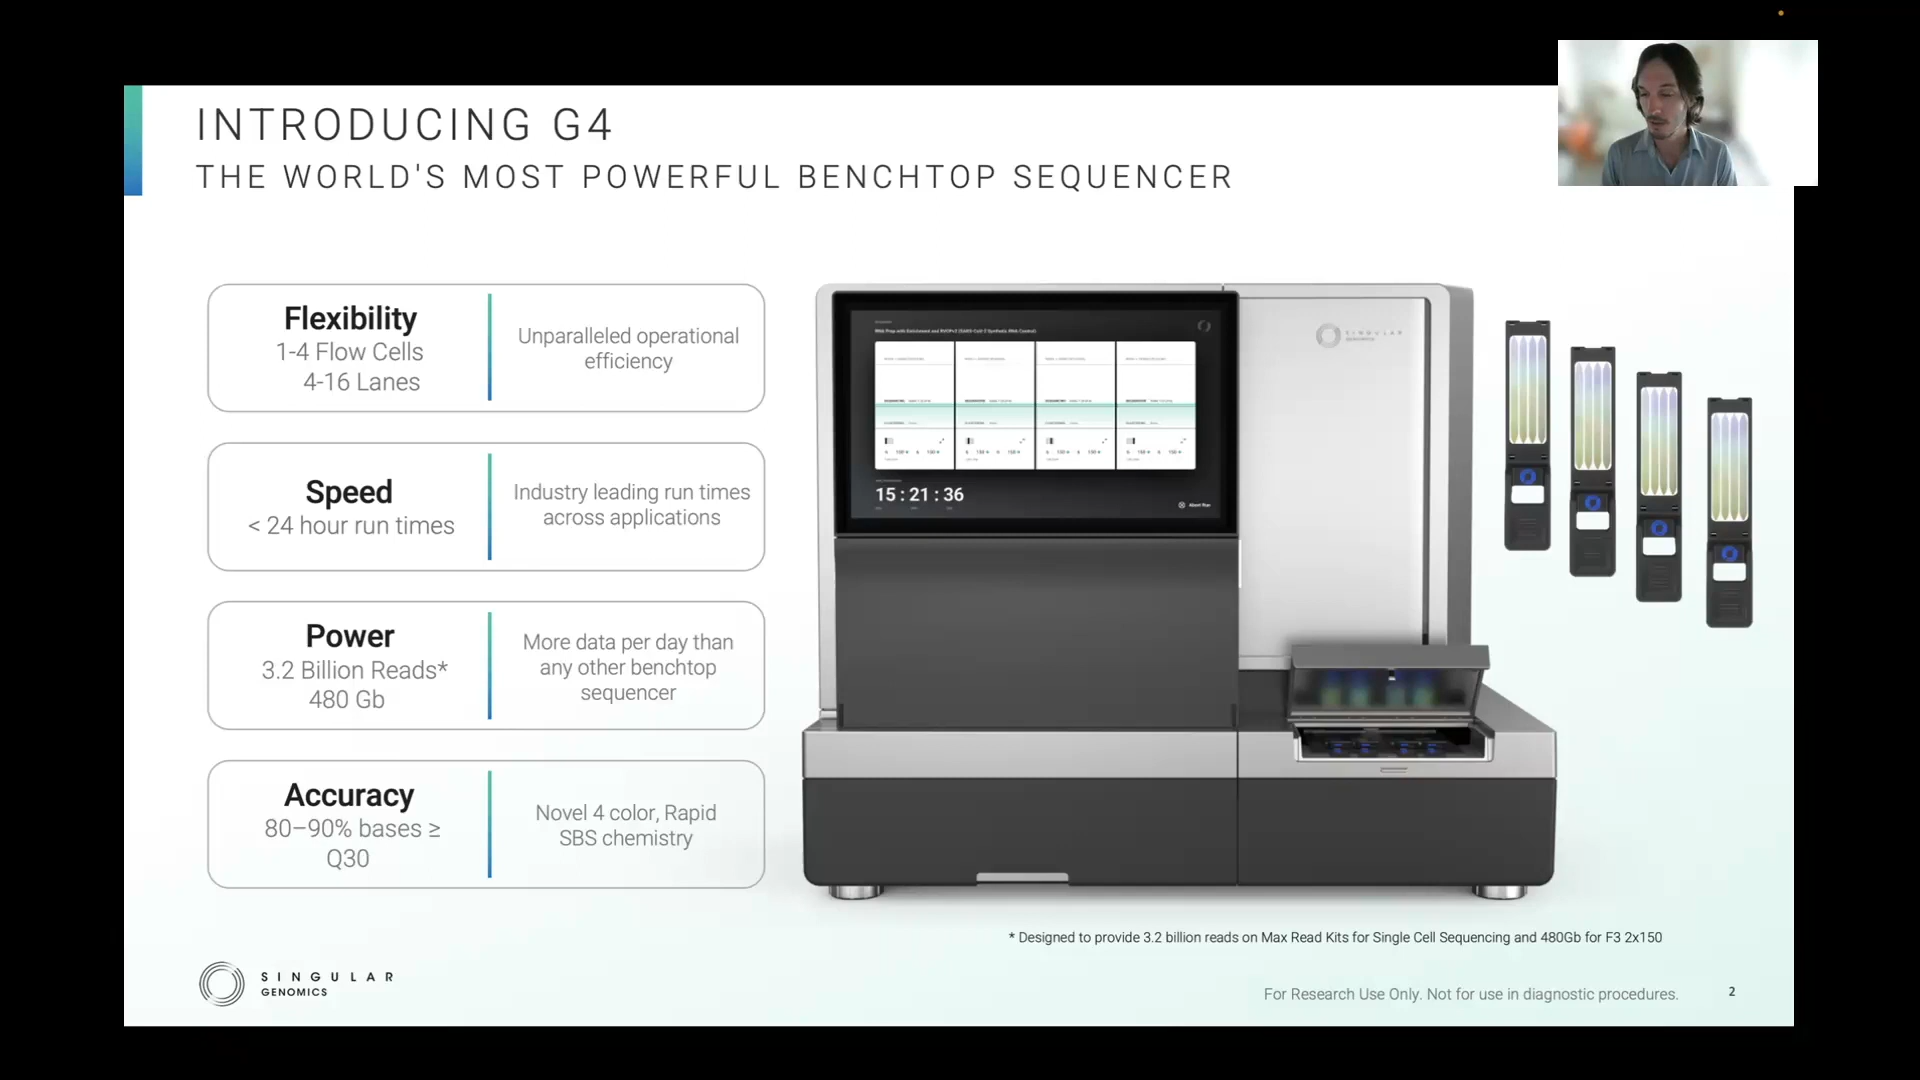 INTRODUCING G4
THE WORLD'S MOST POWERFUL BENCHTOP SEQUENCER
Flexibility
1-4 Flow Cells
4-16 Lanes
Unparalleled operational
efficiency
Speed
< 24 hour run times
Industry leading run times
across applications
Power
3.2 Billion Reads*
480 Gb
More data per day than
any other benchtop
sequencer
Accuracy
80–90% bases ≥
Q30
Novel 4 color, Rapid
SBS chemistry
15 : 21 : 36
Abort Run
SINGULAR
GENOMICS
* Designed to provide 3.2 billion reads on Max Read Kits for Single Cell Sequencing and 480Gb for F3 2x150
SINGULAR
GENOMICS
For Research Use Only. Not for use in diagnostic procedures.
2